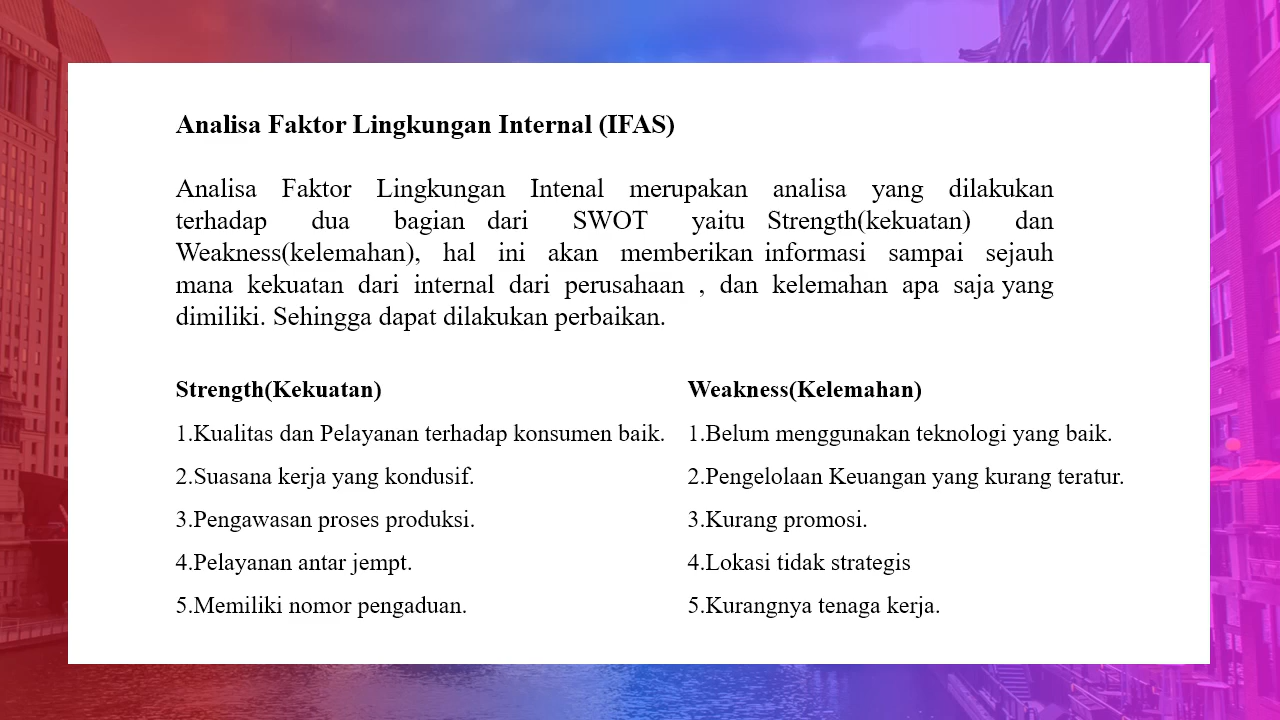 Analisa Faktor Lingkungan Internal (IFAS)
Analisa Faktor Lingkungan Intenal merupakan analisa yang dilakukan
terhadap dua bagian dari SWOT yaitu Strength(kekuatan) dan
Weakness(kelemahan), hal ini akan memberikan informasi sampai sejauh
mana kekuatan dari internal dari perusahaan , dan kelemahan apa saja yang
dimiliki. Sehingga dapat dilakukan perbaikan.
Strength(Kekuatan)
1.Kualitas dan Pelayanan terhadap konsumen baik.
2.Suasana kerja yang kondusif.
3.Pengawasan proses produksi.
4.Pelayanan antar jempt.
5.Memiliki nomor pengaduan.
Weakness(Kelemahan)
1.Belum menggunakan teknologi yang baik.
2.Pengelolaan Keuangan yang kurang teratur.
3.Kurang promosi.
4.Lokasi tidak strategis
5.Kurangnya tenaga kerja.